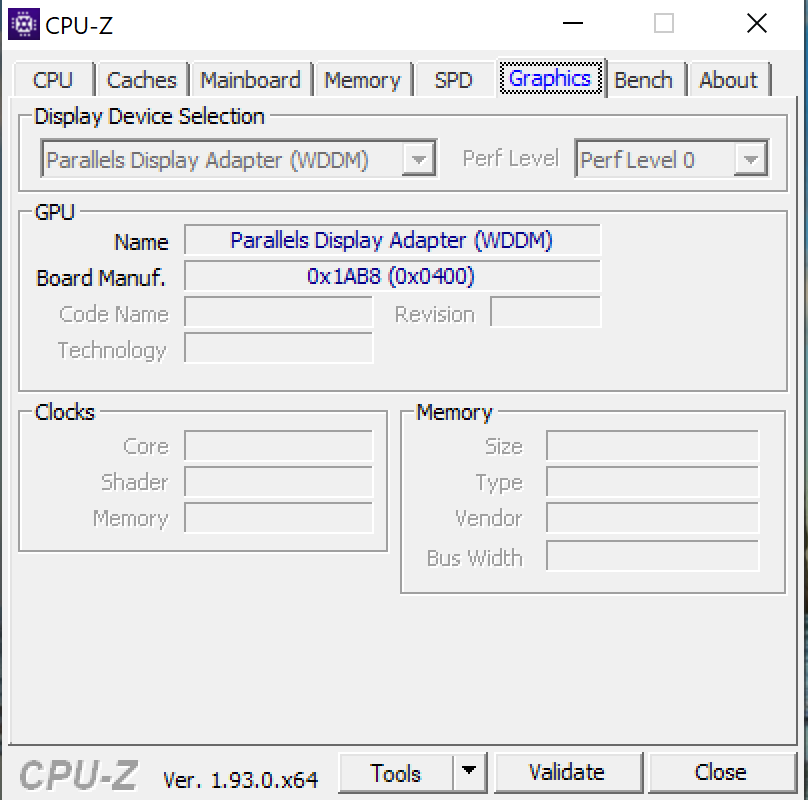 CPU-Z
CPU Caches Mainboard Memory SPD Graphics Bench About
Display Device Selection
Parallels Display Adapter (WDDM) Perf Level Perf Level 0
GPU
Name Parallels Display Adapter (WDDM)
Board Manuf. 0x1AB8 (0x0400)
Code Name Revision
Technology
Clocks
Core
Shader
Memory
Memory
Size
Type
Vendor
Bus Width
CPU-Z Ver. 1.93.0.x64 Tools Validate Close